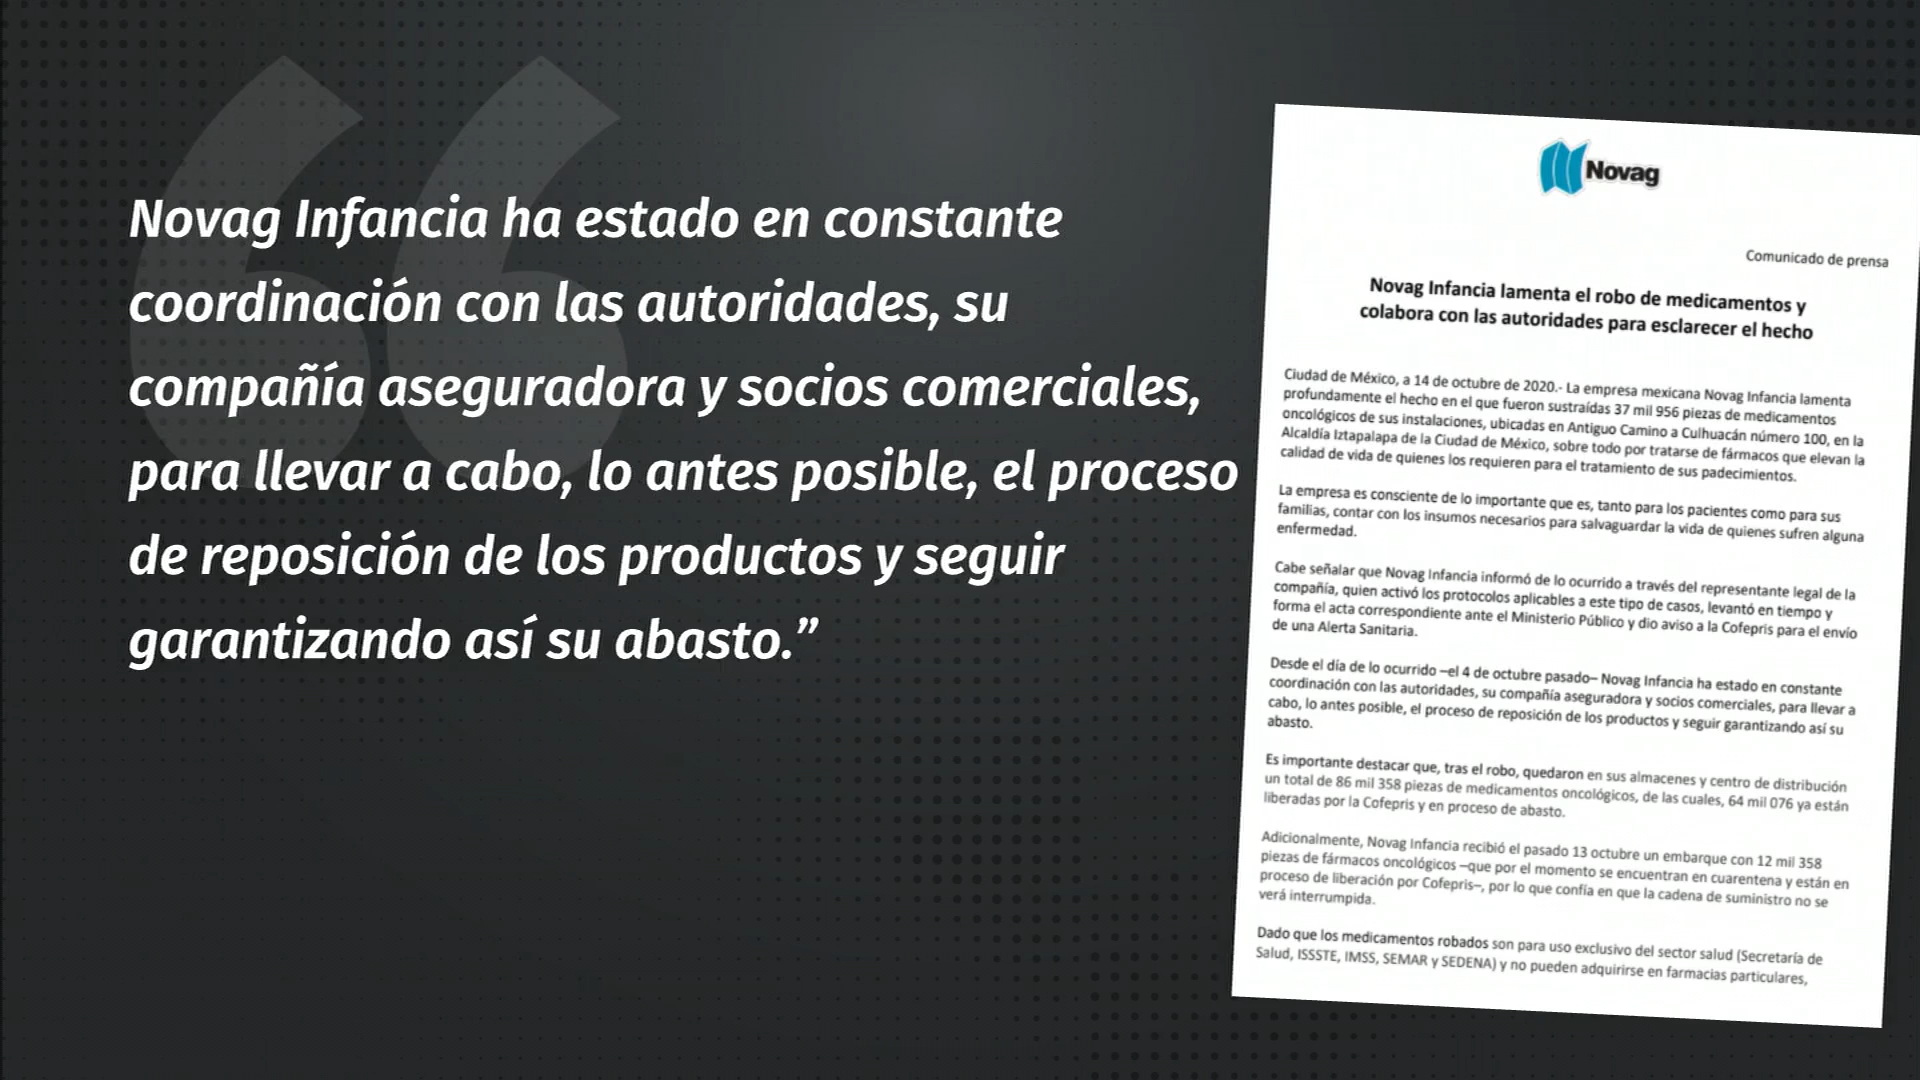 Novag Infancia ha estado en constante
coordinación con las autoridades, su
compañía aseguradora y socios comerciales,
para llevar a cabo, lo antes posible, el proceso
de reposición de los productos y seguir
garantizando así su abasto.”
Novag
Comunicado de prensa
Novag Infancia lamenta el robo de medicamentos y
colabora con las autoridades para esclarecer el hecho
Ciudad de México, a 14 de octubre de 2020.- La empresa mexicana Novag Infancia lamenta
profundamente el hecho en el que fueron sustraídas 37 mil 956 piezas de medicamentos
oncológicos de sus instalaciones, ubicadas en Antiguo Camino a Culhuacán número 100, en la
Alcaldía Iztapalapa de la Ciudad de México, sobre todo por tratarse de fármacos que elevan la
calidad de vida de quienes los requieren para el tratamiento de sus padecimientos.
La empresa es consciente de lo importante que es, tanto para los pacientes como para sus
familias, contar con los insumos necesarios para salvaguardar la vida de quienes sufren alguna
enfermedad.
Cabe señalar que Novag Infancia informó de lo ocurrido a través del representante legal de la
compañía, quien activó los protocolos aplicables a este tipo de casos, levantó en tiempo y
forma el acta correspondiente ante el Ministerio Público y dio aviso a la Cofepris para el envío
de una Alerta Sanitaria.
Desde el día de lo ocurrido –el 4 de octubre pasado– Novag Infancia ha estado en constante
coordinación con las autoridades, su compañía aseguradora y socios comerciales, para llevar a
cabo, lo antes posible, el proceso de reposición de los productos y seguir garantizando así su
abasto.
Es importante destacar que, tras el robo, quedaron en sus almacenes y centro de distribución
un total de 86 mil 358 piezas de medicamentos oncológicos, de las cuales, 64 mil 076 ya están
liberadas por la Cofepris y en proceso de abasto.
Adicionalmente, Novag Infancia recibió el pasado 13 octubre un embarque con 12 mil 358
piezas de fármacos oncológicos –que por el momento se encuentran en cuarentena y están en
proceso de liberación por Cofepris–, por lo que confía en que la cadena de suministro no se
verá interrumpida.
Dado que los medicamentos robados son para uso exclusivo del sector salud (Secretaría de
Salud, ISSSTE, IMSS, SEMAR y SEDENA) y no pueden adquirirse en farmacias particulares,